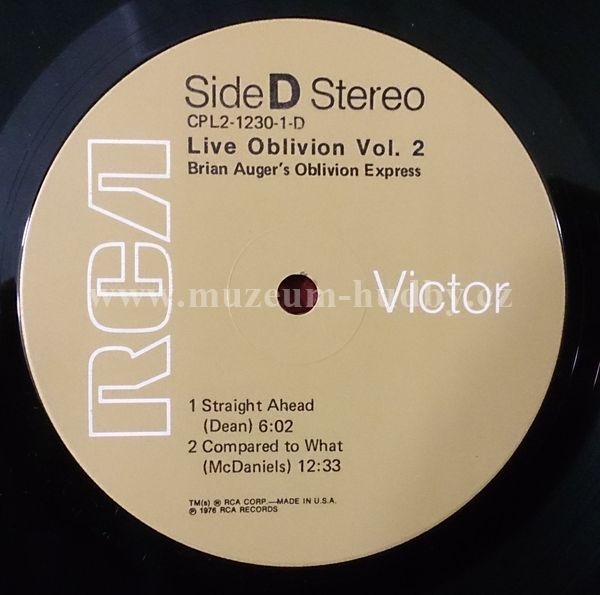 Side D Stereo
CPL2-1230-1-D
Live Oblivion Vol. 2
Brian Auger's Oblivion Express
RCA
Victor
www.muzeum-hudby.cz
1 Straight Ahead
(Dean) 6:02
2 Compared to What
(McDaniels) 12:33
TM(s) ® RCA CORP.—MADE IN U.S.A.
℗ 1976 RCA RECORDS